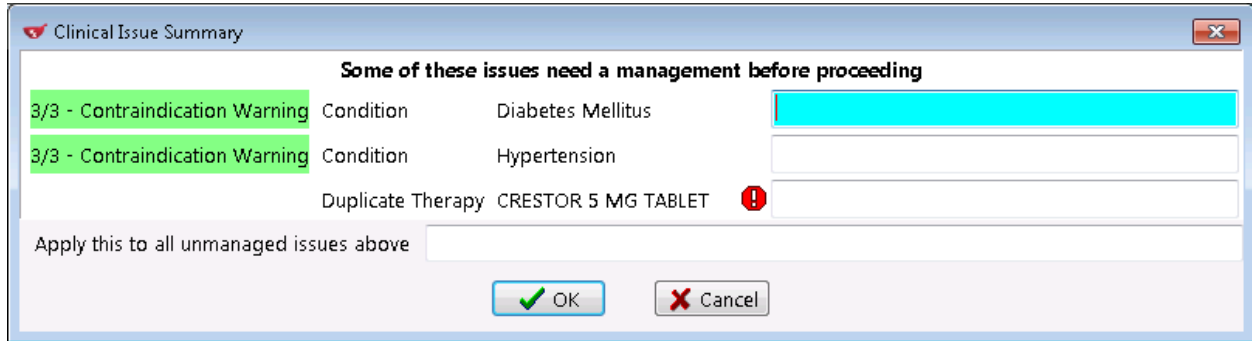 Clinical Issue Summary
Some of these issues need a management before proceeding
3/3 - Contraindication Warning Condition Diabetes Mellitus
3/3 - Contraindication Warning Condition Hypertension
Duplicate Therapy CRESTOR 5 MG TABLET
Apply this to all unmanaged issues above
OK Cancel